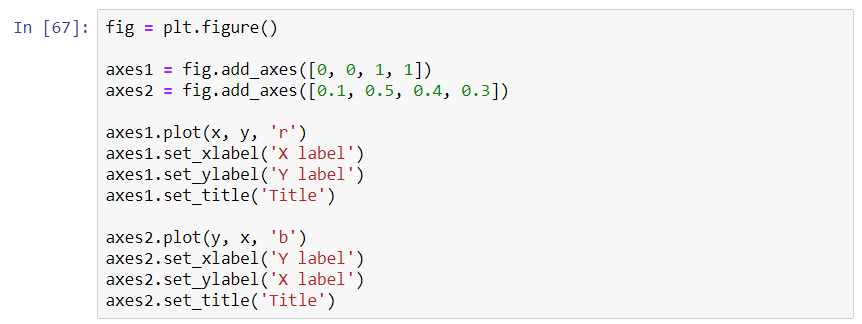 In [67]: fig = plt.figure()
axes1 = fig.add_axes([0, 0, 1, 1])
axes2 = fig.add_axes([0.1, 0.5, 0.4, 0.3])
axes1.plot(x, y, 'r')
axes1.set_xlabel('X label')
axes1.set_ylabel('Y label')
axes1.set_title('Title')
axes2.plot(y, x, 'b')
axes2.set_xlabel('Y label')
axes2.set_ylabel('X label')
axes2.set_title('Title')